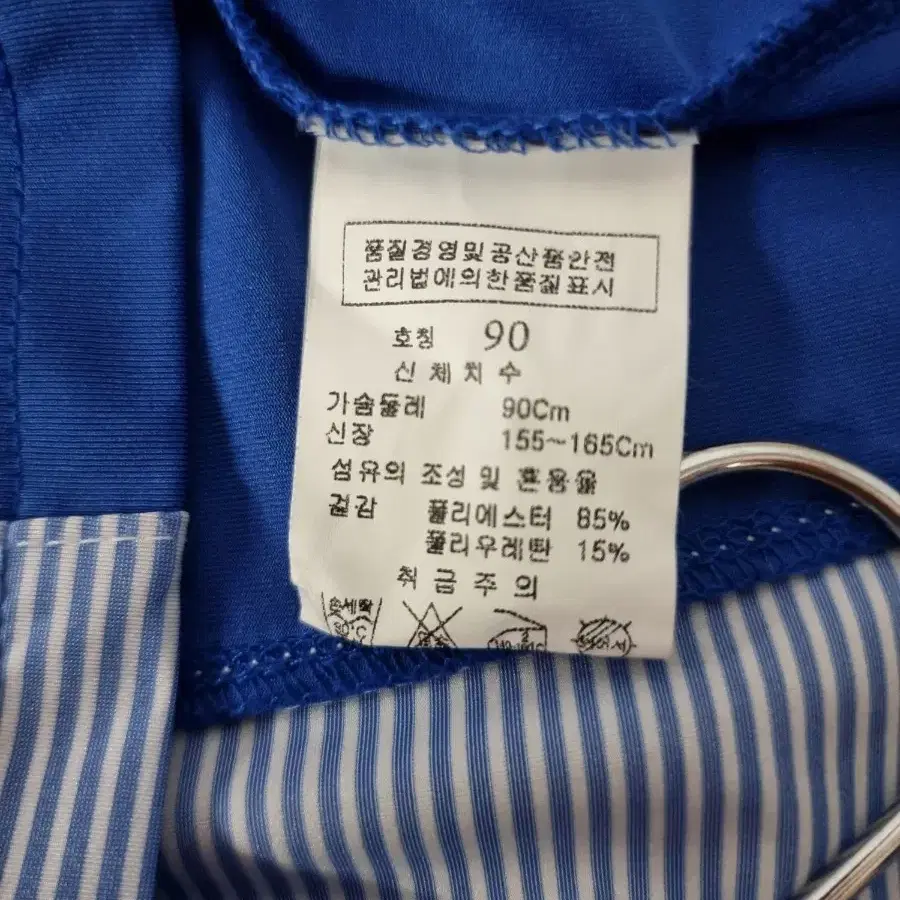 품질경영및공산품안전
관리법에의한품질표시
호칭 90
신체치수
가슴둘레 90Cm
신장 155~165Cm
섬유의 조성 및 혼용율
겉감 폴리에스터 85%
폴리우레탄 15%
취급주의